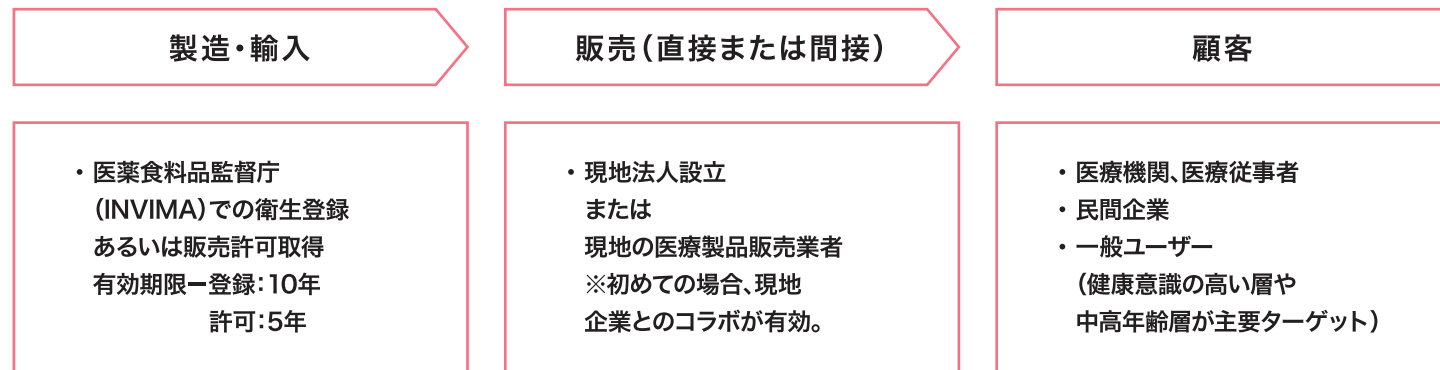 製造・輸入
販売（直接または間接）
顧客
・医薬食料品監督庁
（INVIMA）での衛生登録
あるいは販売許可取得
有効期限ー登録：10年
許可：5年
・現地法人設立
または
現地の医療製品販売業者
※初めての場合、現地
企業とのコラボが有効。
・医療機関、医療従事者
・民間企業
・一般ユーザー
（健康意識の高い層や
中高年齢層が主要ターゲット）